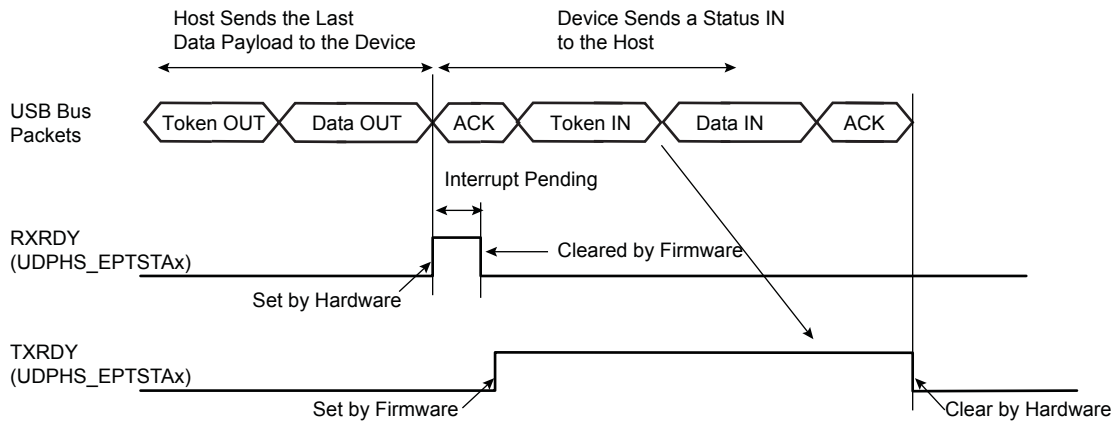 Host Sends the Last
Data Payload to the Device
Device Sends a Status IN
to the Host
USB Bus
Packets
Token OUT
Data OUT
ACK
Token IN
Data IN
ACK
Interrupt Pending
RXRDY
(UDPHS_EPTSTAx)
Cleared by Firmware
Set by Hardware
TXRDY
(UDPHS_EPTSTAx)
Set by Firmware
Clear by Hardware